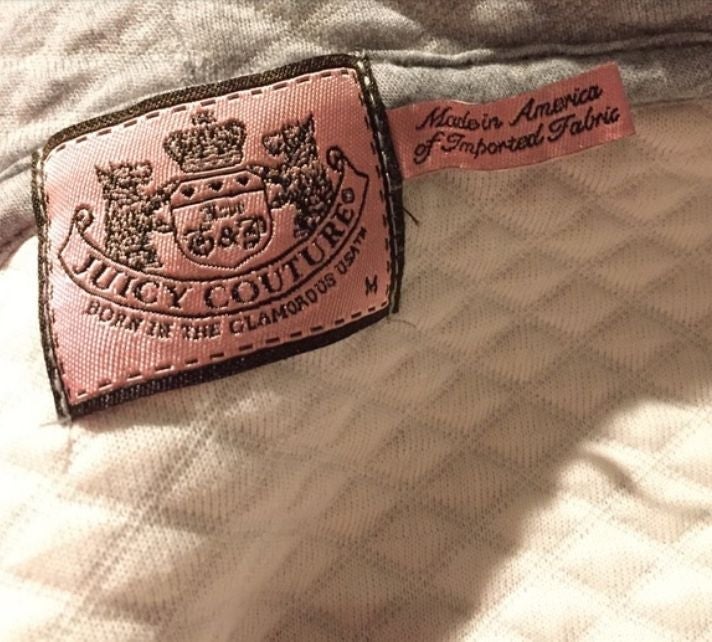 G & P
JUICY COUTURE®
BORN IN THE GLAMOROUS USA™
M
Made in America
of Imported Fabric